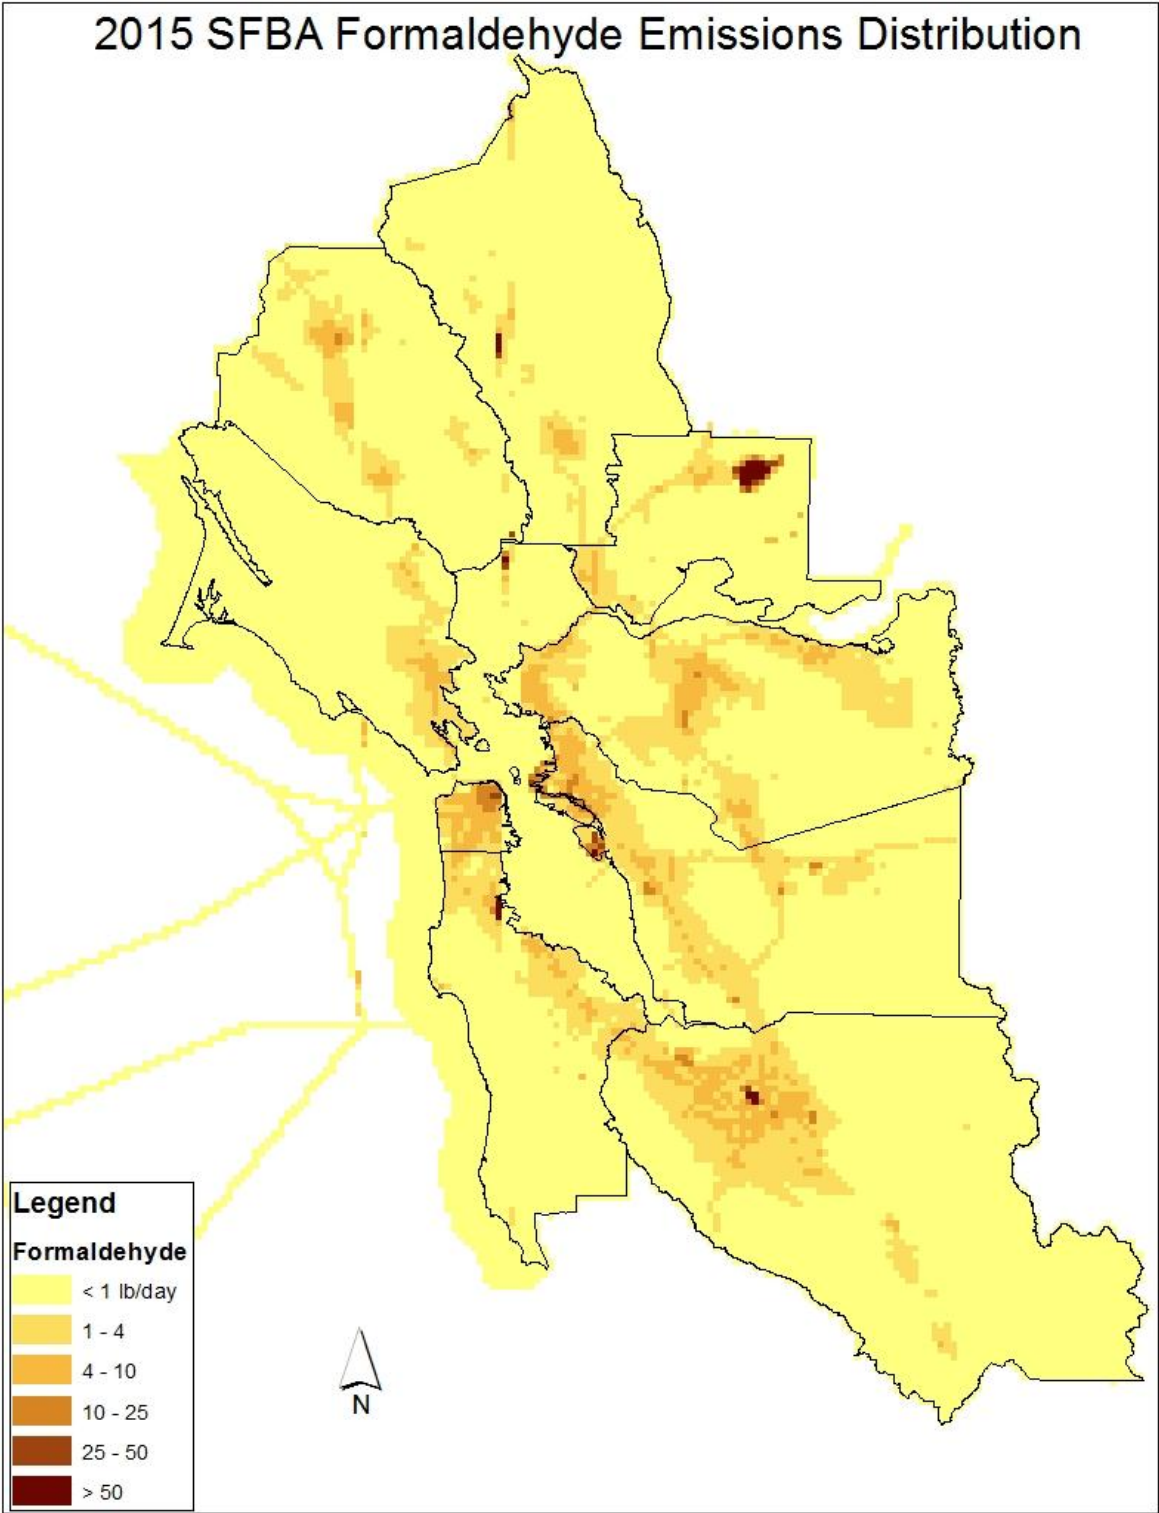 2015 SFBA Formaldehyde Emissions Distribution
N
Legend
Formaldehyde
< 1 lb/day
1 - 4
4 - 10
10 - 25
25 - 50
> 50